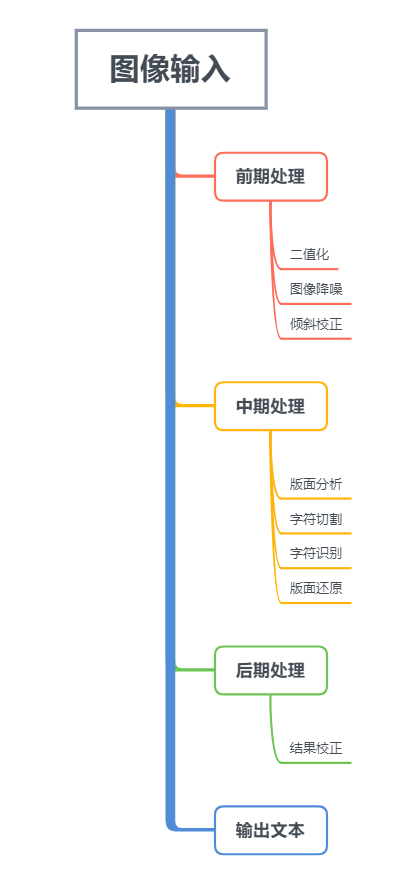 图像输入
前期处理
二值化
图像降噪
倾斜校正
中期处理
版面分析
字符切割
字符识别
版面还原
后期处理
结果校正
输出文本